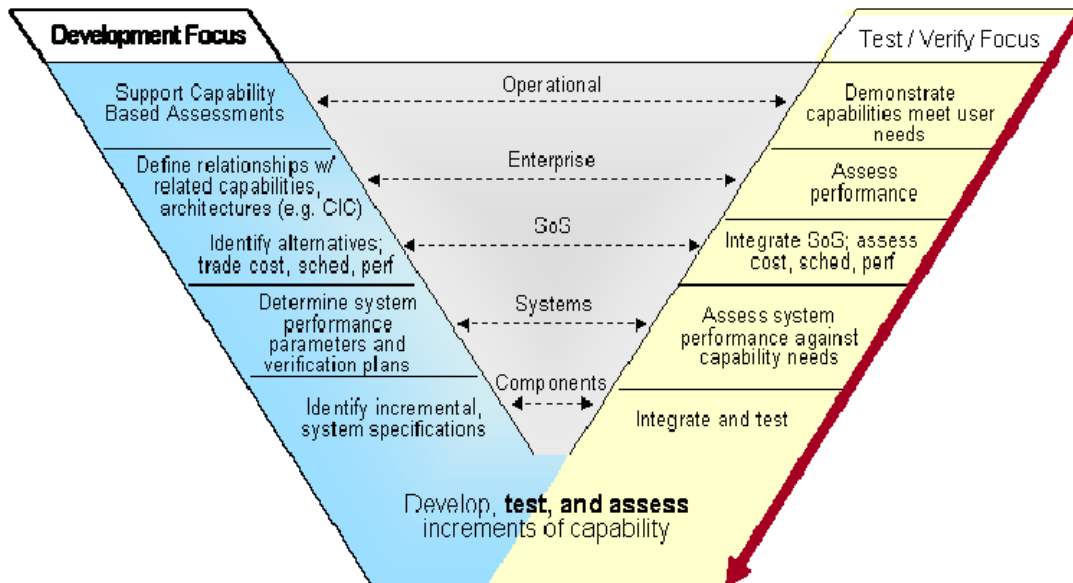 Development Focus
Test / Verify Focus
Support Capability
Based Assessments
Operational
Demonstrate
capabilities meet user
needs
Define relationships w/
related capabilities,
architectures (e.g. CIC)
Enterprise
Assess
performance
Identify alternatives;
trade cost, sched, perf
SoS
Integrate SoS; assess
cost, sched, perf
Determine system
performance
parameters and
verification plans
Systems
Assess system
performance against
capability needs
Identify incremental,
system specifications
Components
Integrate and test
Develop, test, and assess
increments of capability